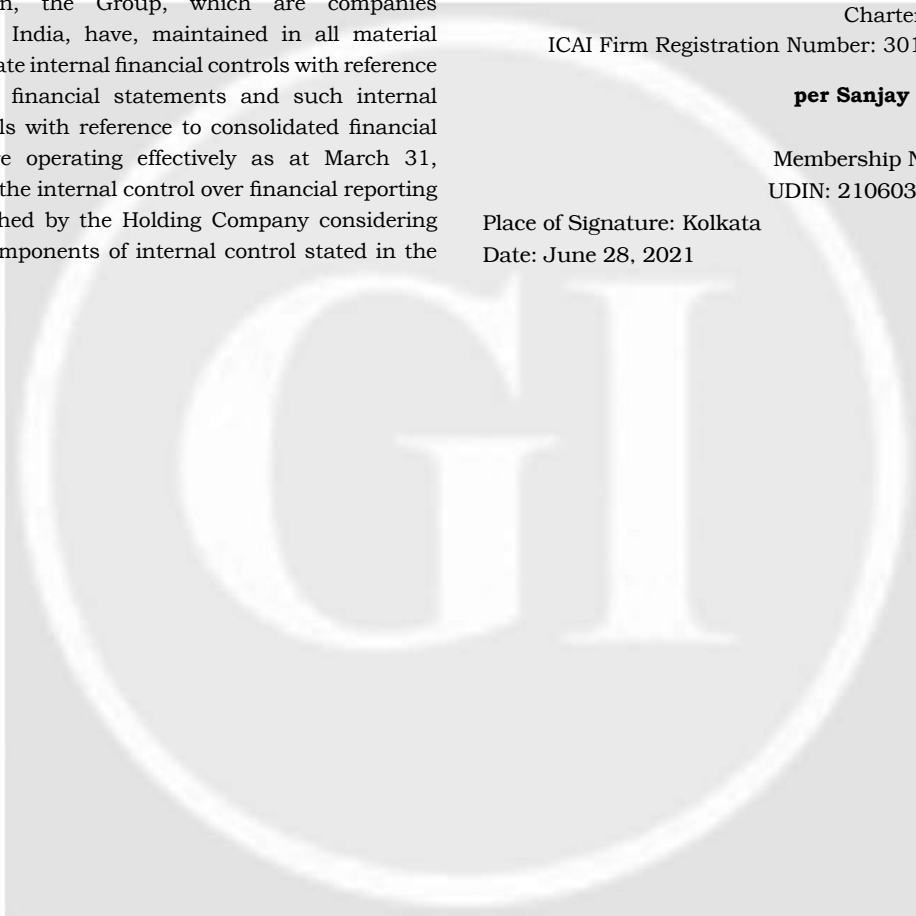 n, the Group, which are companies
India, have, maintained in all material
ate internal financial controls with reference
financial statements and such internal
ls with reference to consolidated financial
e operating effectively as at March 31,
the internal control over financial reporting
hed by the Holding Company considering
mponents of internal control stated in the
Charter
ICAI Firm Registration Number: 301
per Sanjay
Membership N
UDIN: 210603
Place of Signature: Kolkata
Date: June 28, 2021
GI